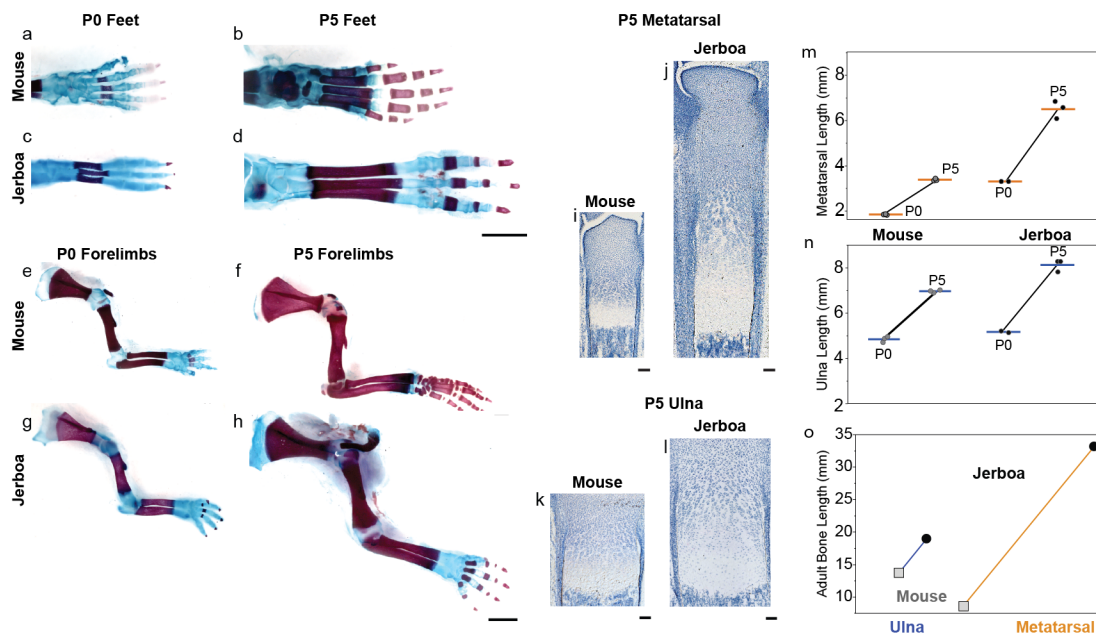 P0 Feet
P5 Feet
P5 Metatarsal
a
b
Mouse
c
d
Jerboa
P0 Forelimbs
P5 Forelimbs
e
f
Mouse
g
h
Jerboa
Jerboa
j
Mouse
i
P5 Ulna
Jerboa
l
Mouse
k
m
Metatarsal Length (mm)
8
6
4
2
P0
P5
P0
P5
n
Mouse
Jerboa
Ulna Length (mm)
8
6
4
2
P0
P5
P0
P5
o
Adult Bone Length (mm)
35
30
25
20
15
10
Jerboa
Mouse
Ulna
Metatarsal